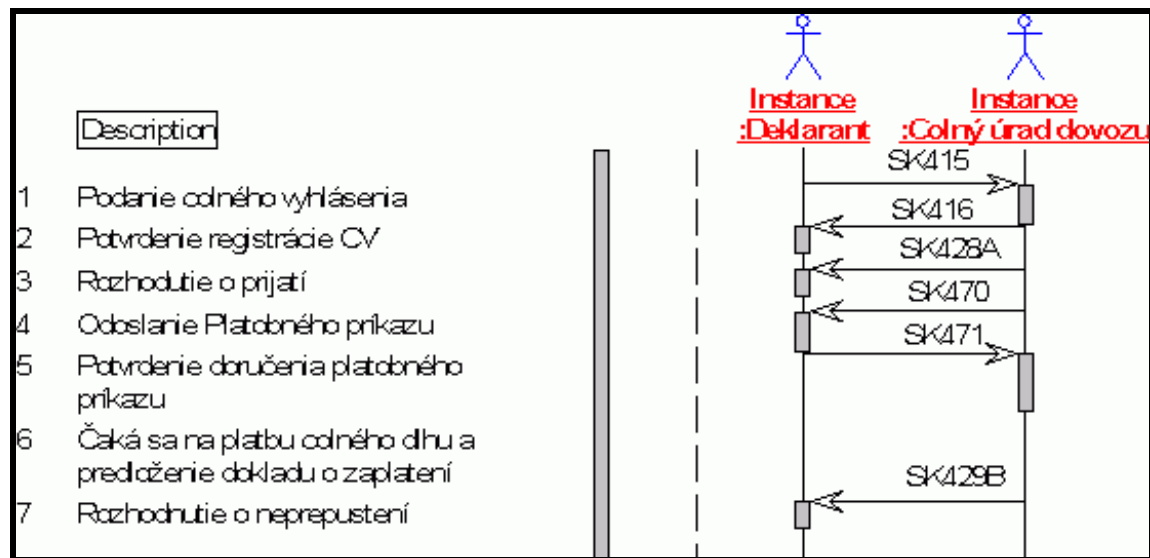 Instance Instance
Description :Deklarant :Colný úrad dovozu
SK415
1 Podanie colného vyhlásenia
SK416
2 Potvrdenie registrácie CV
SK428A
3 Rozhodutie o prijatí
SK470
4 Odoslanie Platobného príkazu
SK471
5 Potvrdenie doručenia platobného
príkazu
6 Čaká sa na platbu colného dlhu a
predloženie dokladu o zaplatení
SK429B
7 Rozhodnutie o neprepustení